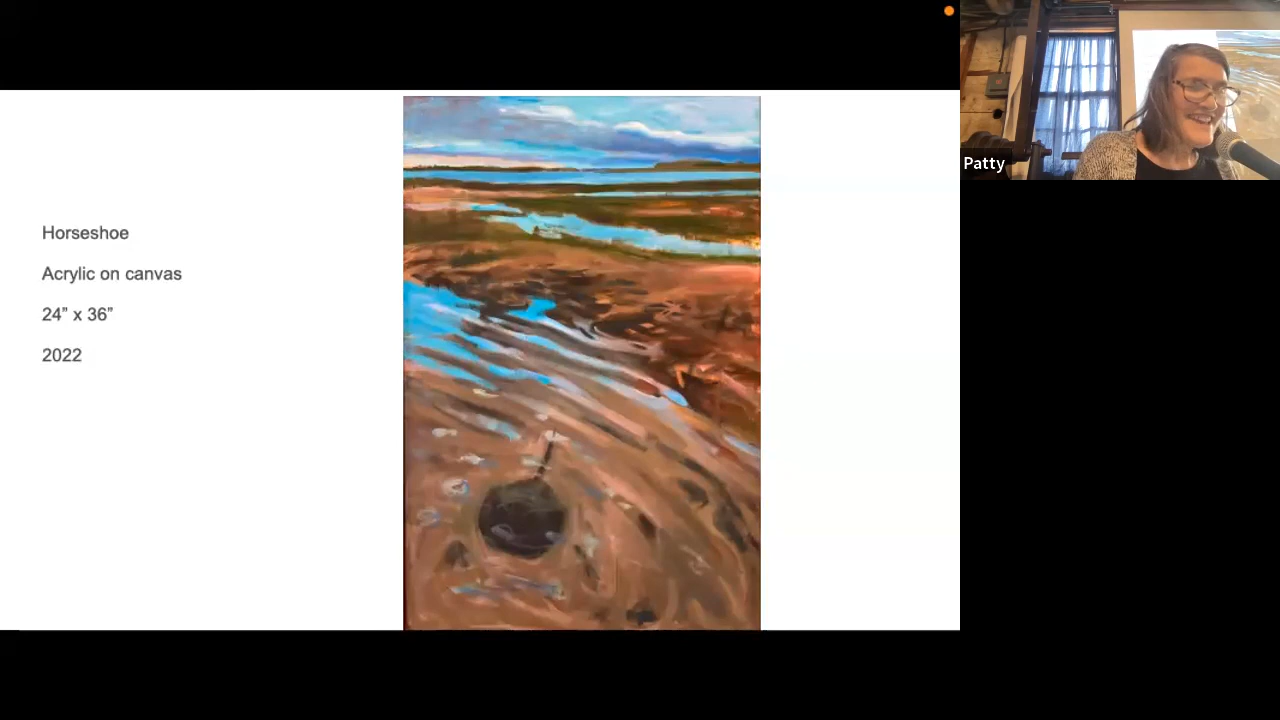 Horseshoe
Acrylic on canvas
24” x 36”
2022
Patty